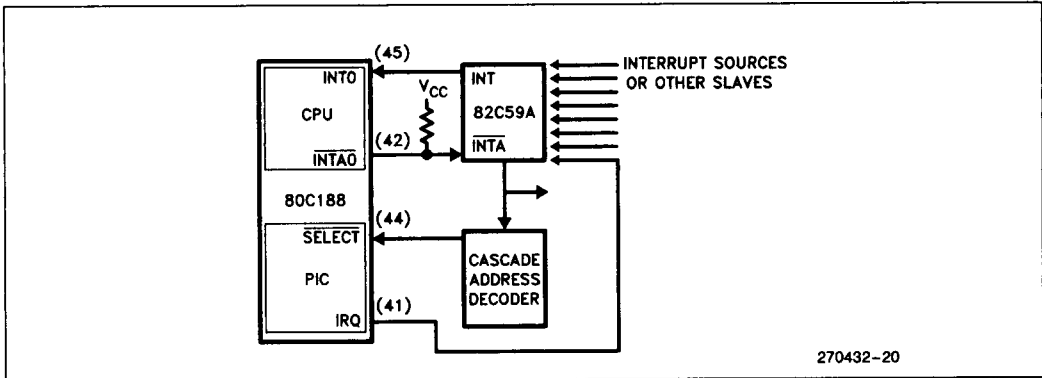 (45)
INT0
CPU
VCC
(42)
INTA0
80C188
(44)
SELECT
PIC
(41)
IRQ
INT
82C59A
INTA
INTERRUPT SOURCES
OR OTHER SLAVES
CASCADE
ADDRESS
DECODER
270432-20